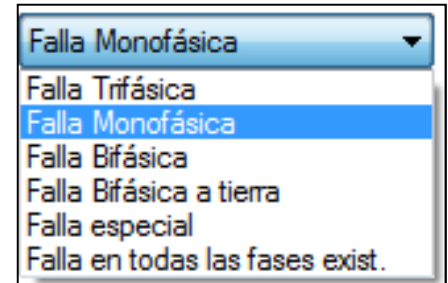 Falla Monofásica
Falla Trifásica
Falla Monofásica
Falla Bifásica
Falla Bifásica a tierra
Falla especial
Falla en todas las fases exist.